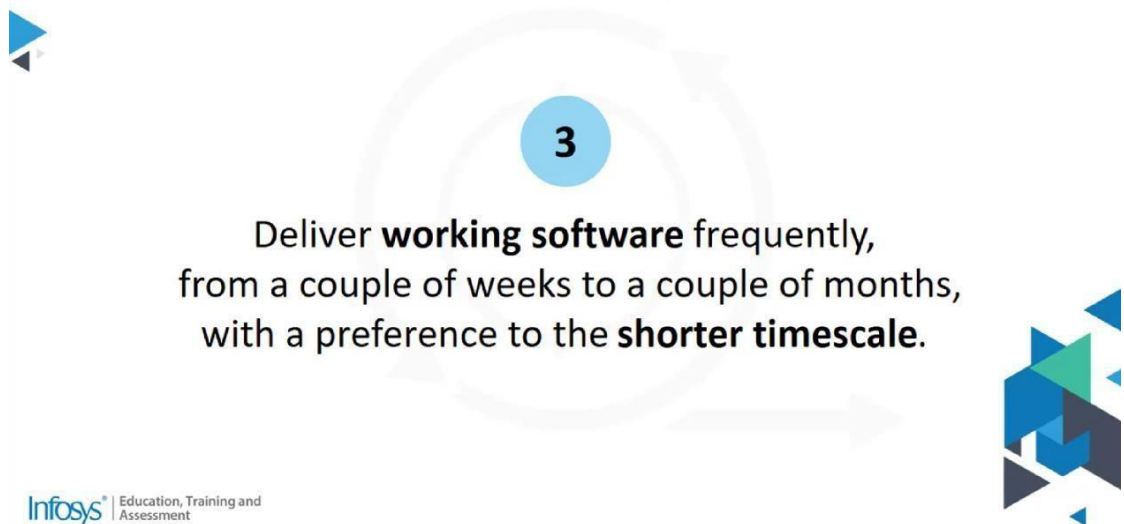 3
Deliver working software frequently,
from a couple of weeks to a couple of months,
with a preference to the shorter timescale.
Infosys® | Education, Training and
Assessment